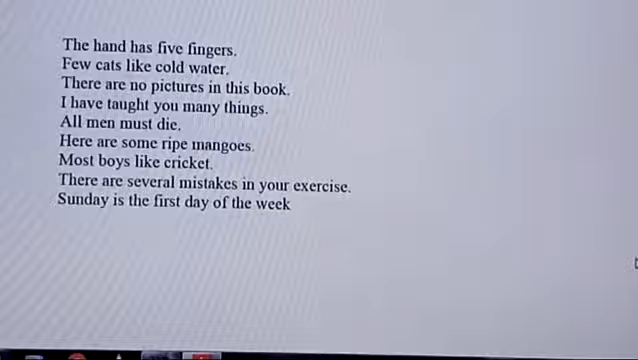 The hand has five fingers.
Few cats like cold water.
There are no pictures in this book.
I have taught you many things.
All men must die.
Here are some ripe mangoes.
Most boys like cricket.
There are several mistakes in your exercise.
Sunday is the first day of the week